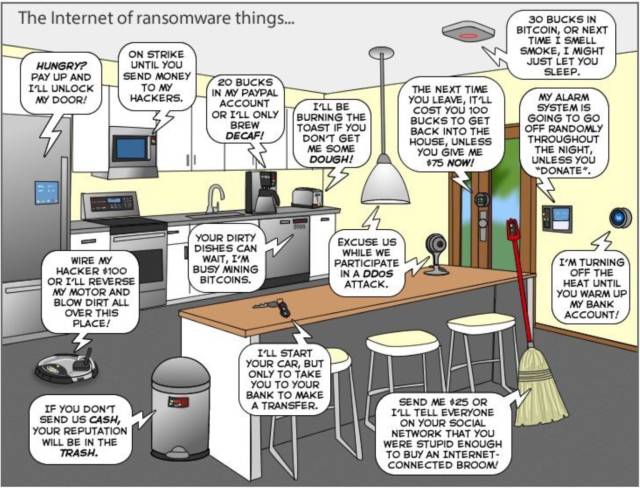 The Internet of ransomware things...
HUNGRY?
PAY UP AND
I'LL UNLOCK
MY DOOR!
ON STRIKE
UNTIL YOU
SEND MONEY
TO MY
HACKERS.
20 BUCKS
IN MY PAYPAL
ACCOUNT
OR I'LL ONLY
BREW
DECAF!
I'LL BE
BURNING THE
TOAST IF YOU
DON'T GET
ME SOME
DOUGH!
THE NEXT TIME
YOU LEAVE, IT'LL
COST YOU 100
BUCKS TO GET
BACK INTO THE
HOUSE, UNLESS
YOU GIVE ME
$75 NOW!
30 BUCKS IN
BITCOIN, OR NEXT
TIME I SMELL
SMOKE, I MIGHT
JUST LET YOU
SLEEP.
MY ALARM
SYSTEM IS
GOING TO GO
OFF RANDOMLY
THROUGHOUT
THE NIGHT,
UNLESS YOU
"DONATE".
WIRE MY
HACKER $100
OR I'LL REVERSE
MY MOTOR AND
BLOW DIRT ALL
OVER THIS
PLACE!
YOUR DIRTY
DISHES CAN
WAIT, I'M
BUSY MINING
BITCOINS.
EXCUSE US
WHILE WE
PARTICIPATE
IN A DDOS
ATTACK.
I'M TURNING
OFF THE
HEAT UNTIL
YOU WARM UP
MY BANK
ACCOUNT!
IF YOU DON'T
SEND US CASH,
YOUR REPUTATION
WILL BE IN THE
TRASH.
I'LL START
YOUR CAR, BUT
ONLY TO TAKE
YOU TO YOUR
BANK TO MAKE
A TRANSFER.
SEND ME $25 OR
I'LL TELL EVERYONE
ON YOUR SOCIAL
NETWORK THAT YOU
WERE STUPID ENOUGH
TO BUY AN INTERNET-
CONNECTED BROOM!